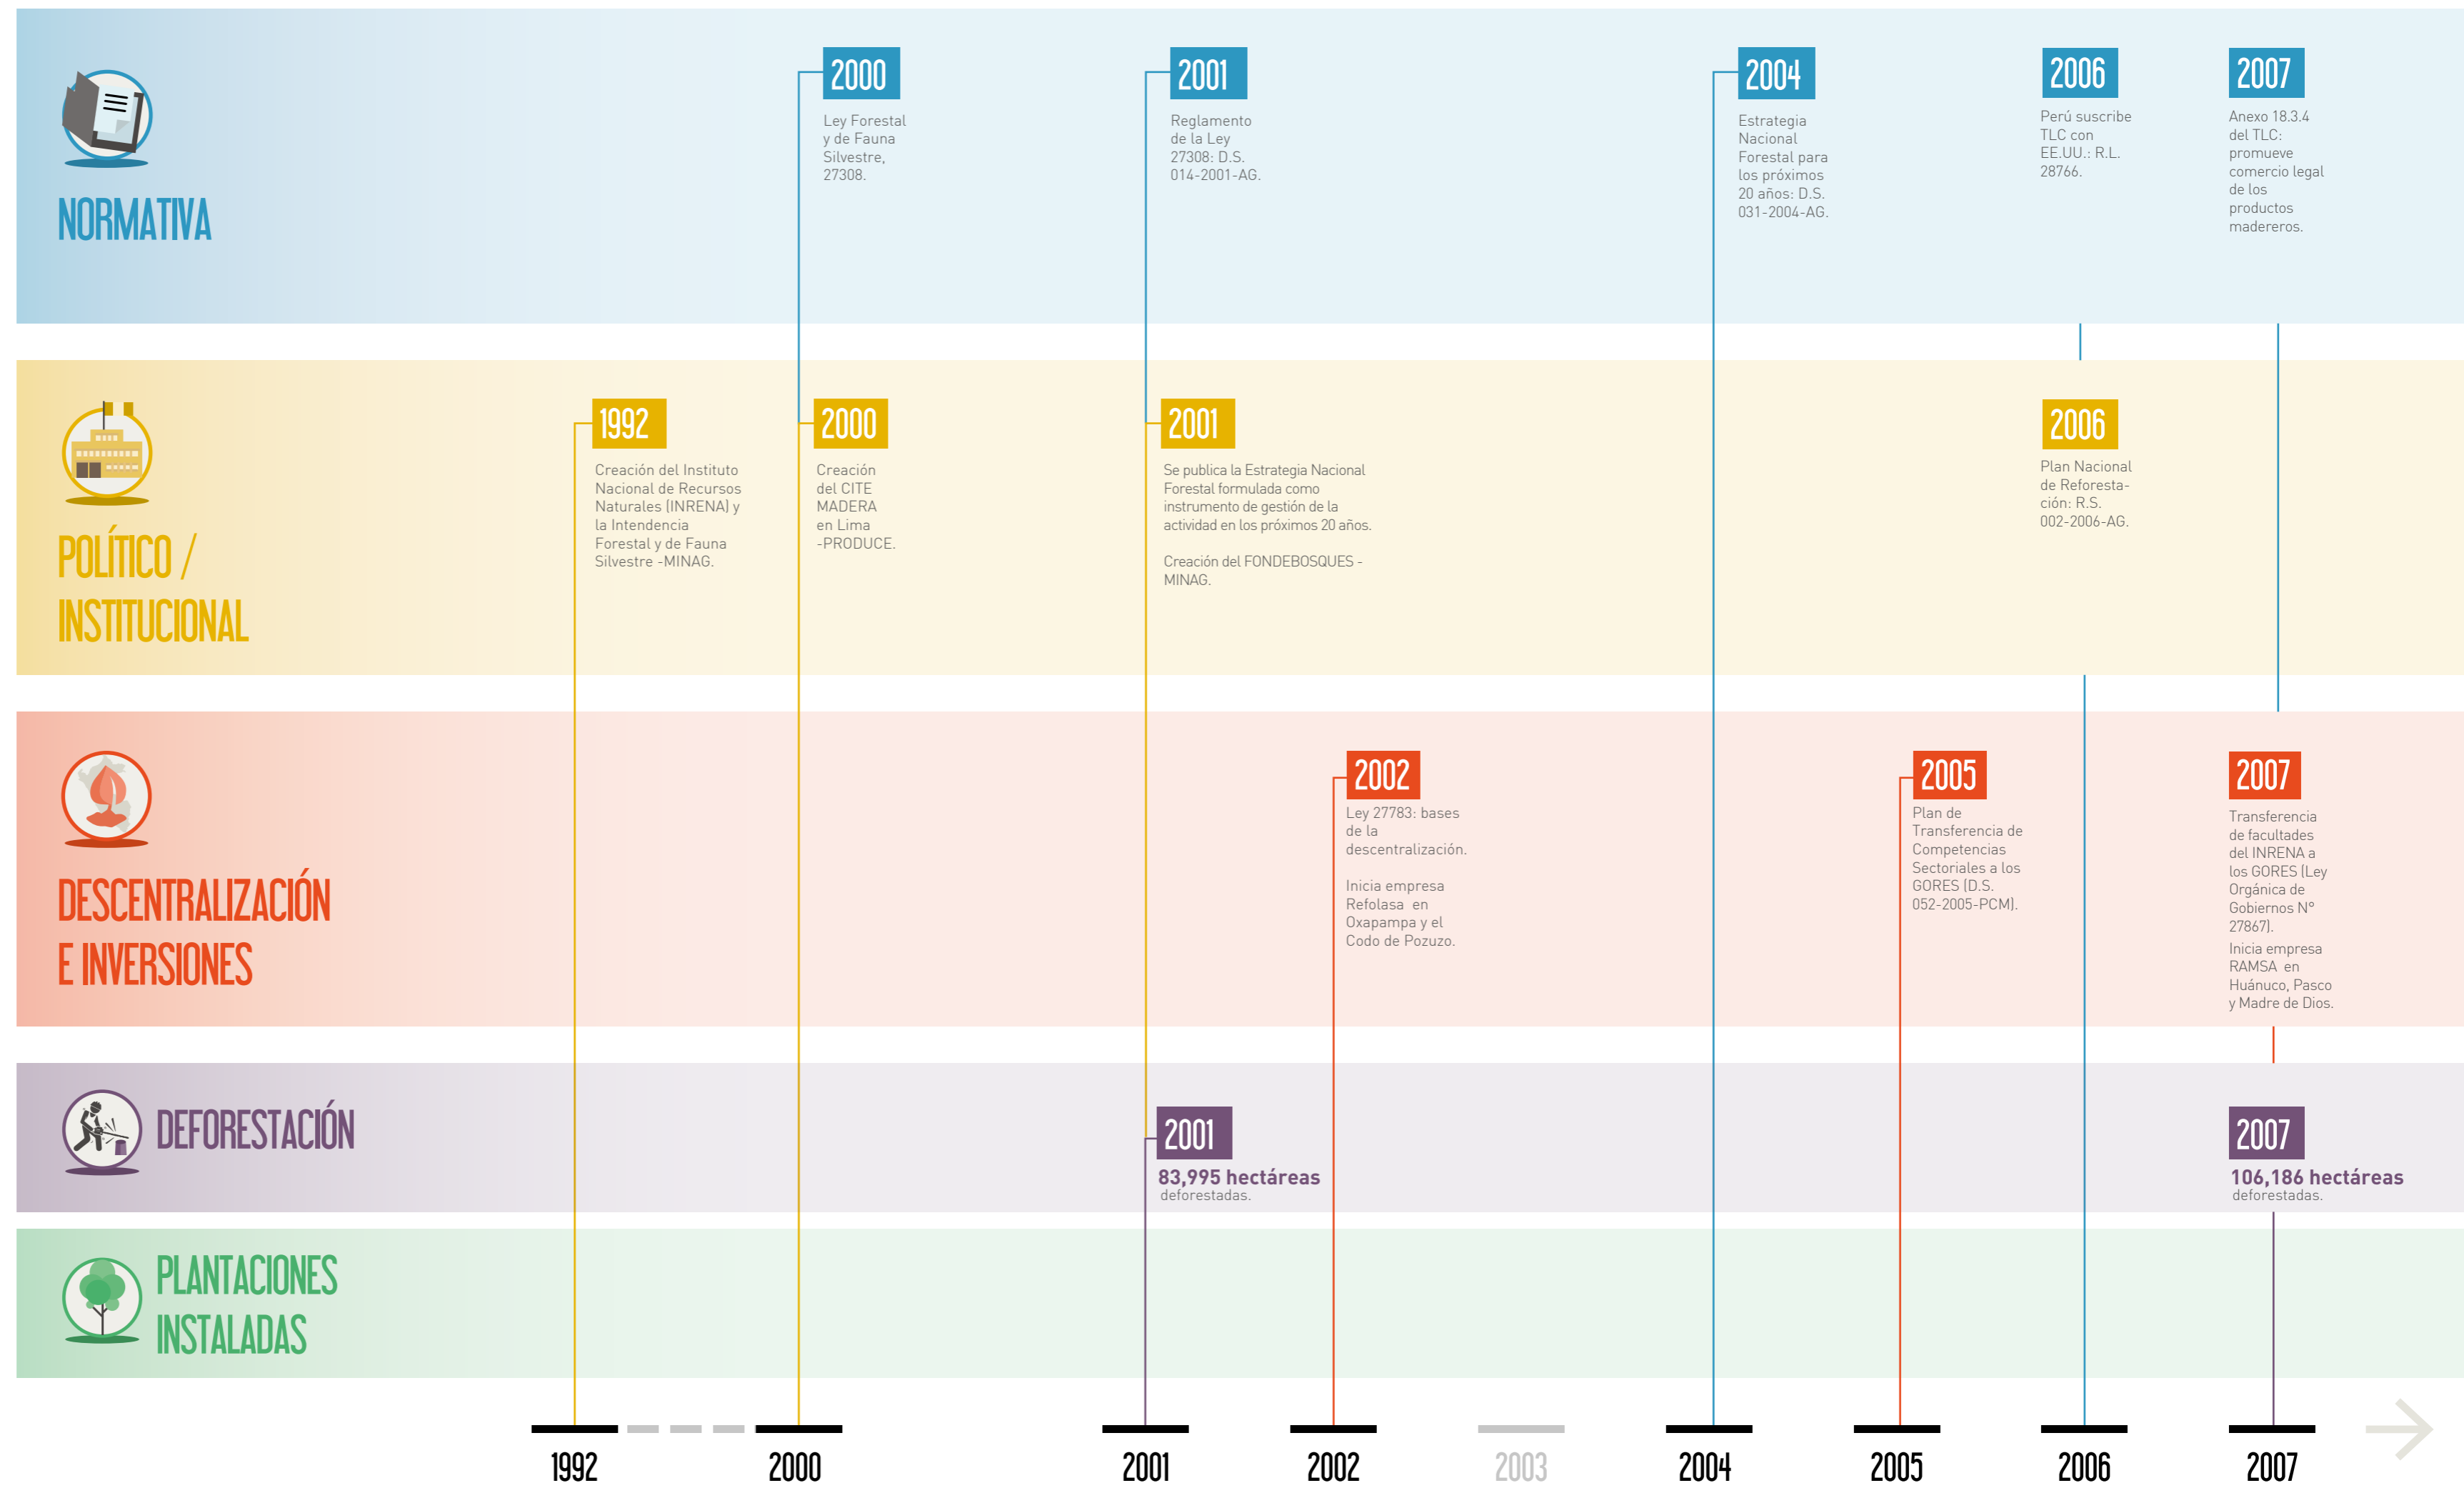 NORMATIVA
2000
Ley Forestal
y de Fauna
Silvestre,
27308.
2001
Reglamento
de la Ley
27308: D.S.
014-2001-AG.
2004
Estrategia
Nacional
Forestal para
los próximos
20 años: D.S.
031-2004-AG.
2006
Perú suscribe
TLC con
EE.UU.: R.L.
28766.
2007
Anexo 18.3.4
del TLC:
promueve
comercio legal
de los
productos
madereros.
POLÍTICO /
INSTITUCIONAL
1992
Creación del Instituto
Nacional de Recursos
Naturales (INRENA) y
la Intendencia
Forestal y de Fauna
Silvestre -MINAG.
2000
Creación
del CITE
MADERA
en Lima
-PRODUCE.
2001
Se publica la Estrategia Nacional
Forestal formulada como
instrumento de gestión de la
actividad en los próximos 20 años.
Creación del FONDEBOSQUES -
MINAG.
2006
Plan Nacional
de Reforesta-
ción: R.S.
002-2006-AG.
DESCENTRALIZACIÓN
E INVERSIONES
2002
Ley 27783: bases
de la
descentralización.
Inicia empresa
Refolasa en
Oxapampa y el
Codo de Pozuzo.
2005
Plan de
Transferencia de
Competencias
Sectoriales a los
GORES (D.S.
052-2005-PCM).
2007
Transferencia
de facultades
del INRENA a
los GORES (Ley
Orgánica de
Gobiernos N°
27867).
Inicia empresa
RAMSA en
Huánuco, Pasco
y Madre de Dios.
DEFORESTACIÓN
2001
83,995 hectáreas
deforestadas.
2007
106,186 hectáreas
deforestadas.
PLANTACIONES
INSTALADAS
1992
2000
2001
2002
2003
2004
2005
2006
2007